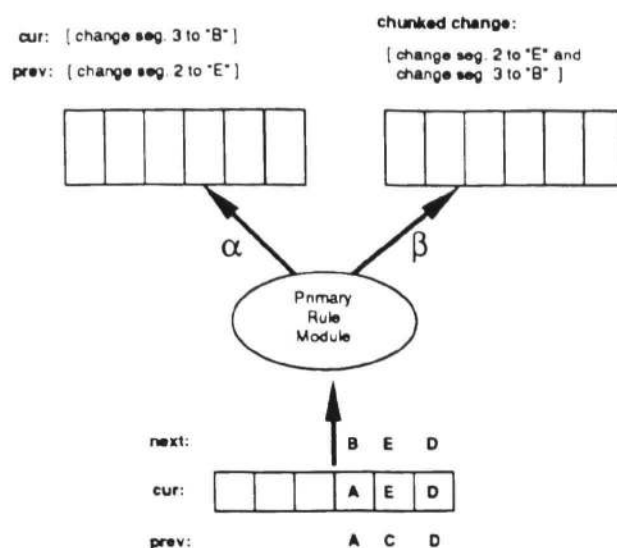 cur: [ change seg. 3 to "B" ]
prev: [ change seg. 2 to "E" ]
chunked change:
[ change seg. 2 to "E" and
change seg 3 to "B" ]
α
β
Primary
Rule
Module
next: B E D
cur: A E D
prev: A C D